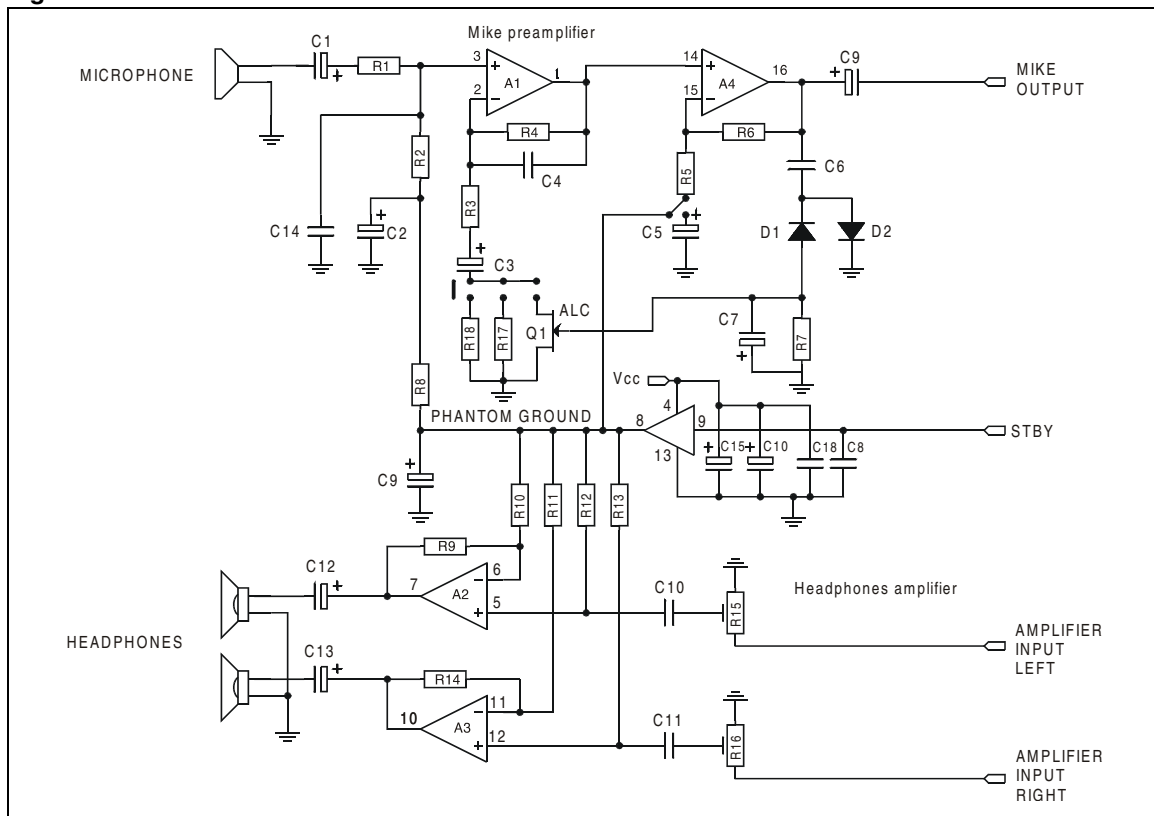 Mike preamplifier
C1
MICROPHONE
R1
3
A1
1
2
14
A4
16
15
C9
MIKE
OUTPUT
R4
C4
R6
C6
R2
R5
R3
C14
C2
C3
C5
D1
D2
R18
R17
ALC
Q1
C7
R7
Vcc
R8
4
PHANTOM GROUND
8
9
13
STBY
C15
C10
C18
C8
C9
R10
R11
R12
R13
R9
C12
7
6
A2
5
C10
R15
Headphones amplifier
HEADPHONES
AMPLIFIER
INPUT
LEFT
C13
R14
11
10
A3
12
C11
R16
AMPLIFIER
INPUT
RIGHT